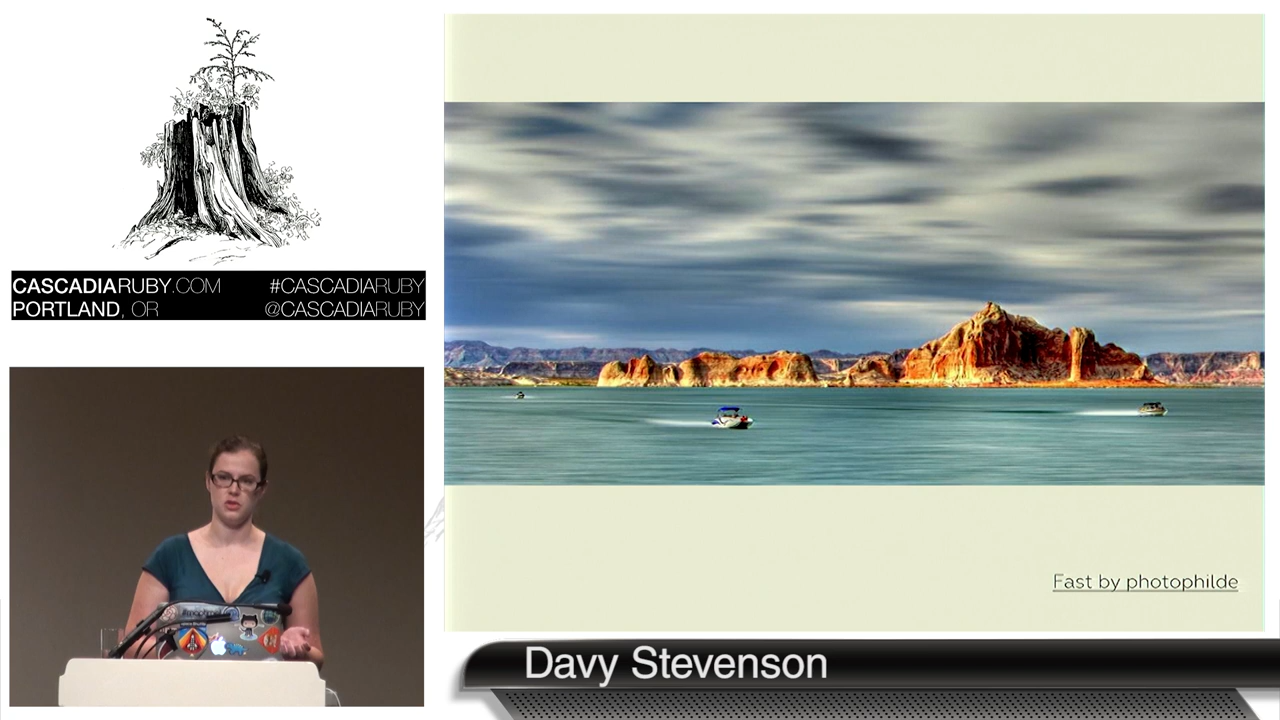 CASCADIARUBY.COM #CASCADIARUBY
PORTLAND, OR @CASCADIARUBY
Fast by photophilde
Davy Stevenson